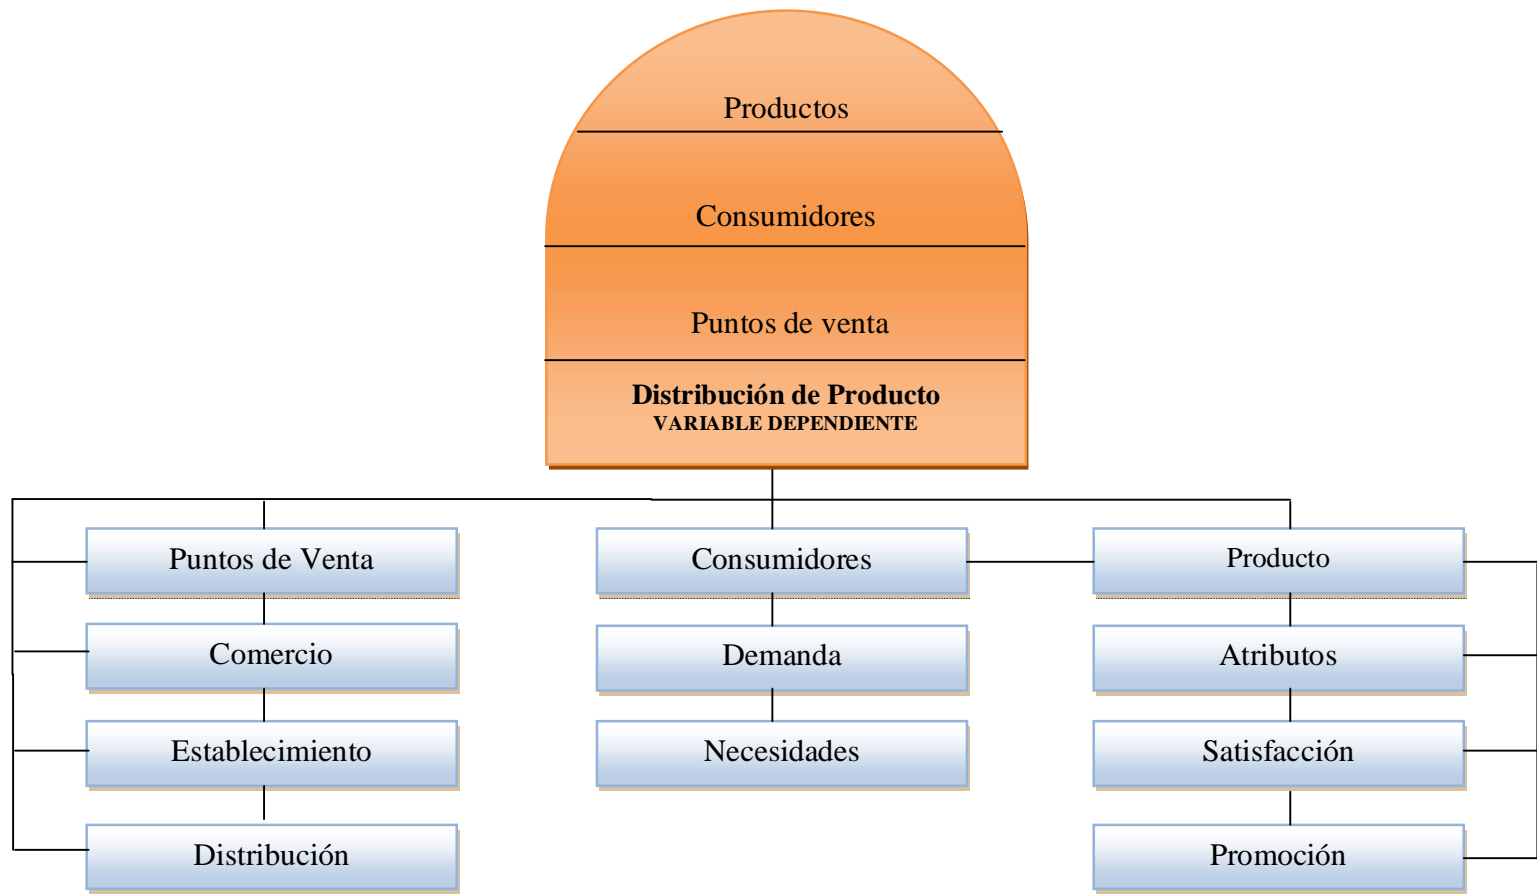 Productos
Consumidores
Puntos de venta
Distribución de Producto
VARIABLE DEPENDIENTE
Puntos de Venta
Consumidores
Producto
Comercio
Demanda
Atributos
Establecimiento
Necesidades
Satisfacción
Distribución
Promoción